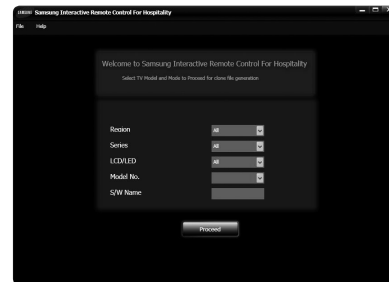 SAMSUNG Samsung Interactive Remote Control For Hospitality
File Help
Welcome to Samsung Interactive Remote Control For Hospitality
Select TV Model and Mode to Proceed for clone file generation
Region All
Series All
LCD/LED All
Model No.
S/W Name
Proceed